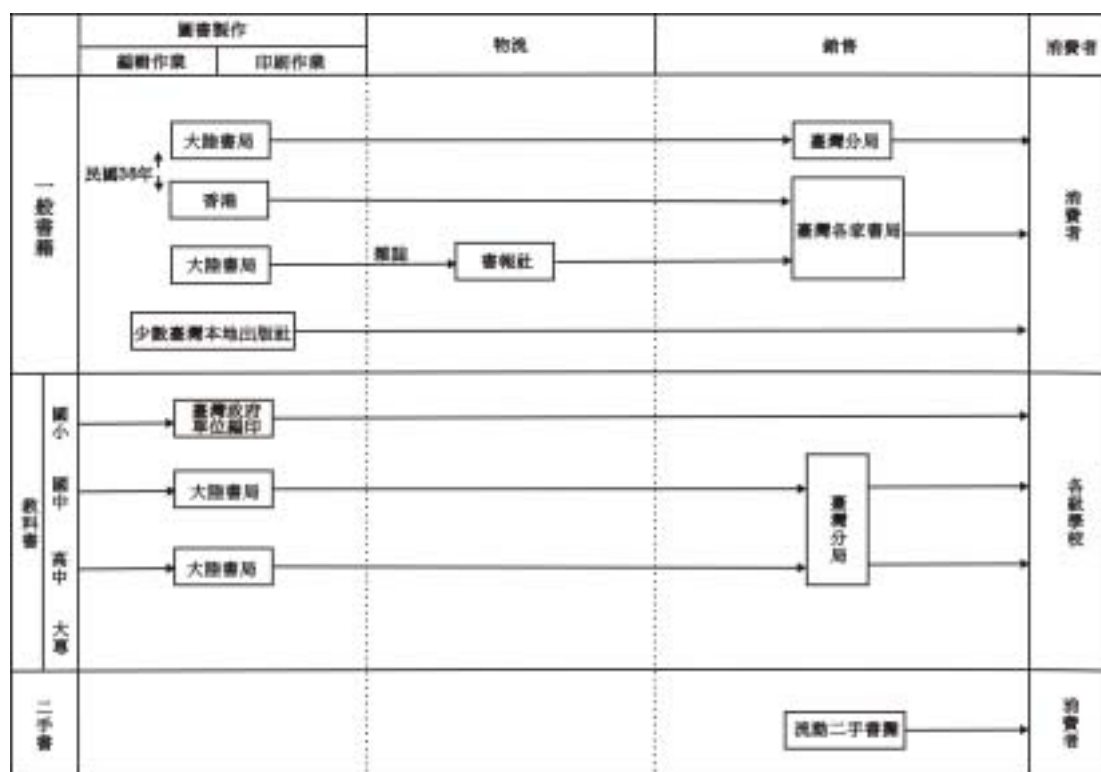 圖書製作
編輯作業
印刷作業
物流
銷售
消費者
一般書籍
大陸書局
臺灣分局
民國38年
香港
臺灣各家書局
消費者
大陸書局
雜誌
書報社
少數臺灣本地出版社
教科書
國小
臺灣政府
單位編印
國中
大陸書局
臺灣分局
各級學校
高中
大陸書局
大專
二手書
流動二手書攤
消費者